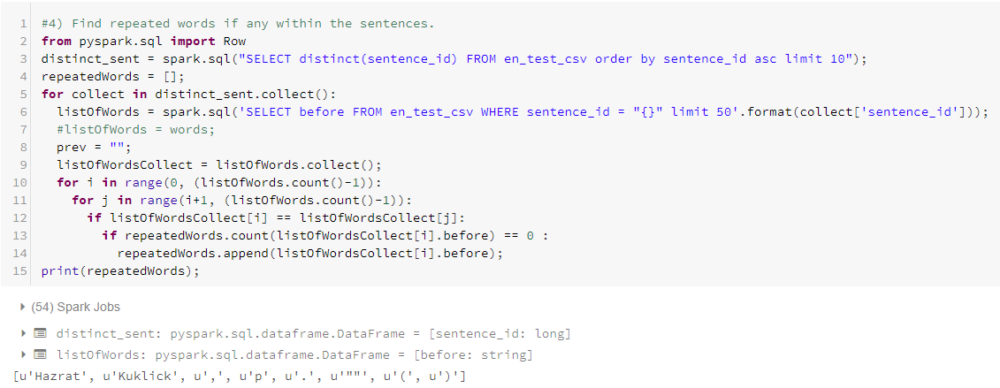 1 #4) Find repeated words if any within the sentences.
2 from pyspark.sql import Row
3 distinct_sent = spark.sql("SELECT distinct(sentence_id) FROM en_test_csv order by sentence_id asc limit 10");
4 repeatedWords = [];
5 for collect in distinct_sent.collect():
6   listOfWords = spark.sql('SELECT before FROM en_test_csv WHERE sentence_id = "{}" limit 50'.format(collect['sentence_id']));
7   #listOfWords = words;
8   prev = "";
9   listOfWordsCollect = listOfWords.collect();
10   for i in range(0, (listOfWords.count()-1)):
11     for j in range(i+1, (listOfWords.count()-1)):
12       if listOfWordsCollect[i] == listOfWordsCollect[j]:
13         if repeatedWords.count(listOfWordsCollect[i].before) == 0 :
14           repeatedWords.append(listOfWordsCollect[i].before);
15 print(repeatedWords);
(54) Spark Jobs
distinct_sent: pyspark.sql.dataframe.DataFrame = [sentence_id: long]
listOfWords: pyspark.sql.dataframe.DataFrame = [before: string]
[u'Hazrat', u'Kuklick', u',', u'p', u'.', u'""', u'(', u')']